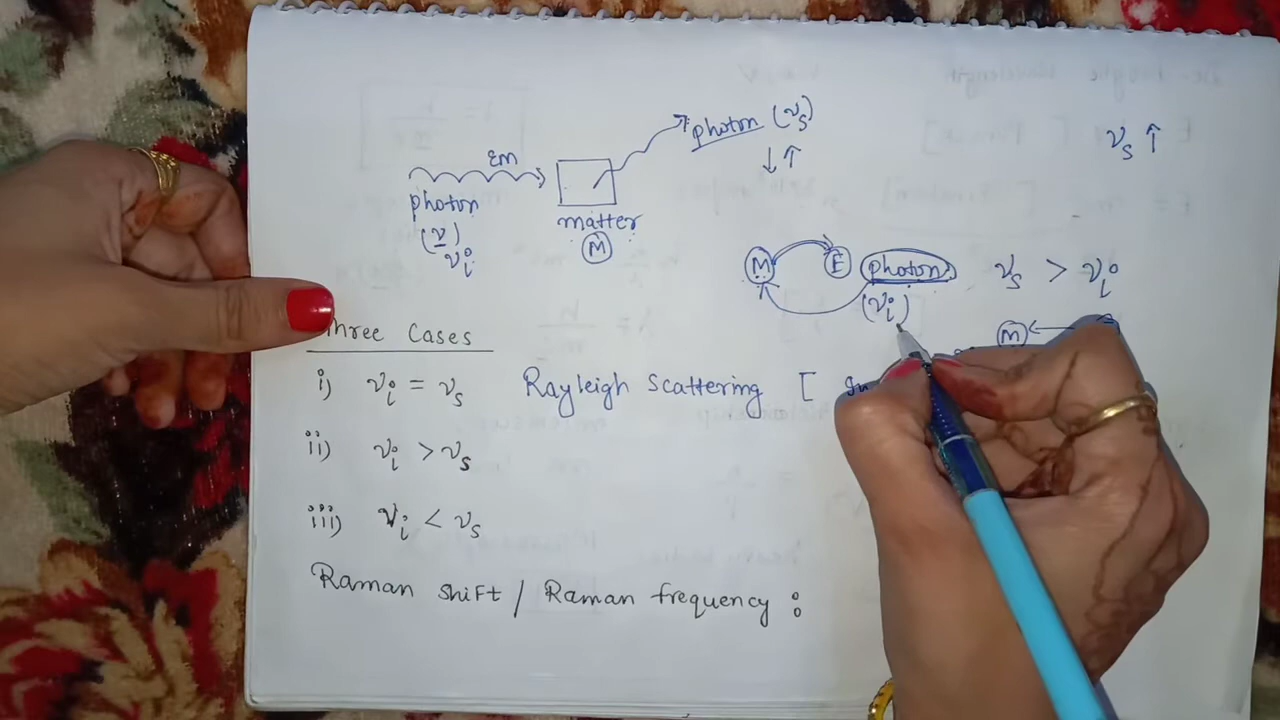 photon (νs)
↓↑
νs ↑
EM
photon
(ν)
νi
matter
M
M E photon νs > νi
(νi)
M
Three Cases
i) νi = νs Rayleigh Scattering [
ii) νi > νs
iii) νi < νs
Raman shift / Raman frequency :